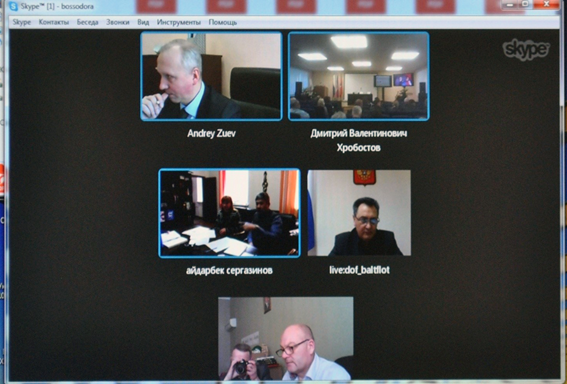 Skype™ [1] - bossodora
Skype Контакты Беседа Звонки Вид Инструменты Помощь
skype™
Andrey Zuev
Дмитрий Валентинович
Хробостов
айдарбек сергазинов
live:dof_baltflot